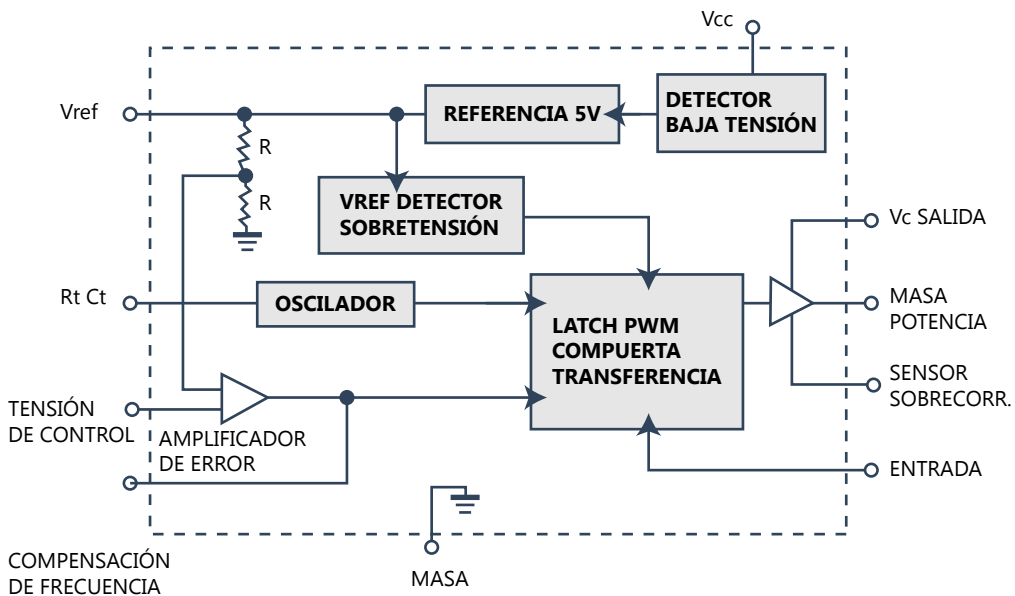 Vcc
Vref
REFERENCIA 5V
DETECTOR
BAJA TENSIÓN
R
R
VREF DETECTOR
SOBRETENSIÓN
Vc SALIDA
Rt Ct
OSCILADOR
LATCH PWM
COMPUERTA
TRANSFERENCIA
MASA
POTENCIA
SENSOR
SOBRECORR.
TENSIÓN
DE CONTROL
AMPLIFICADOR
DE ERROR
ENTRADA
COMPENSACIÓN
DE FRECUENCIA
MASA